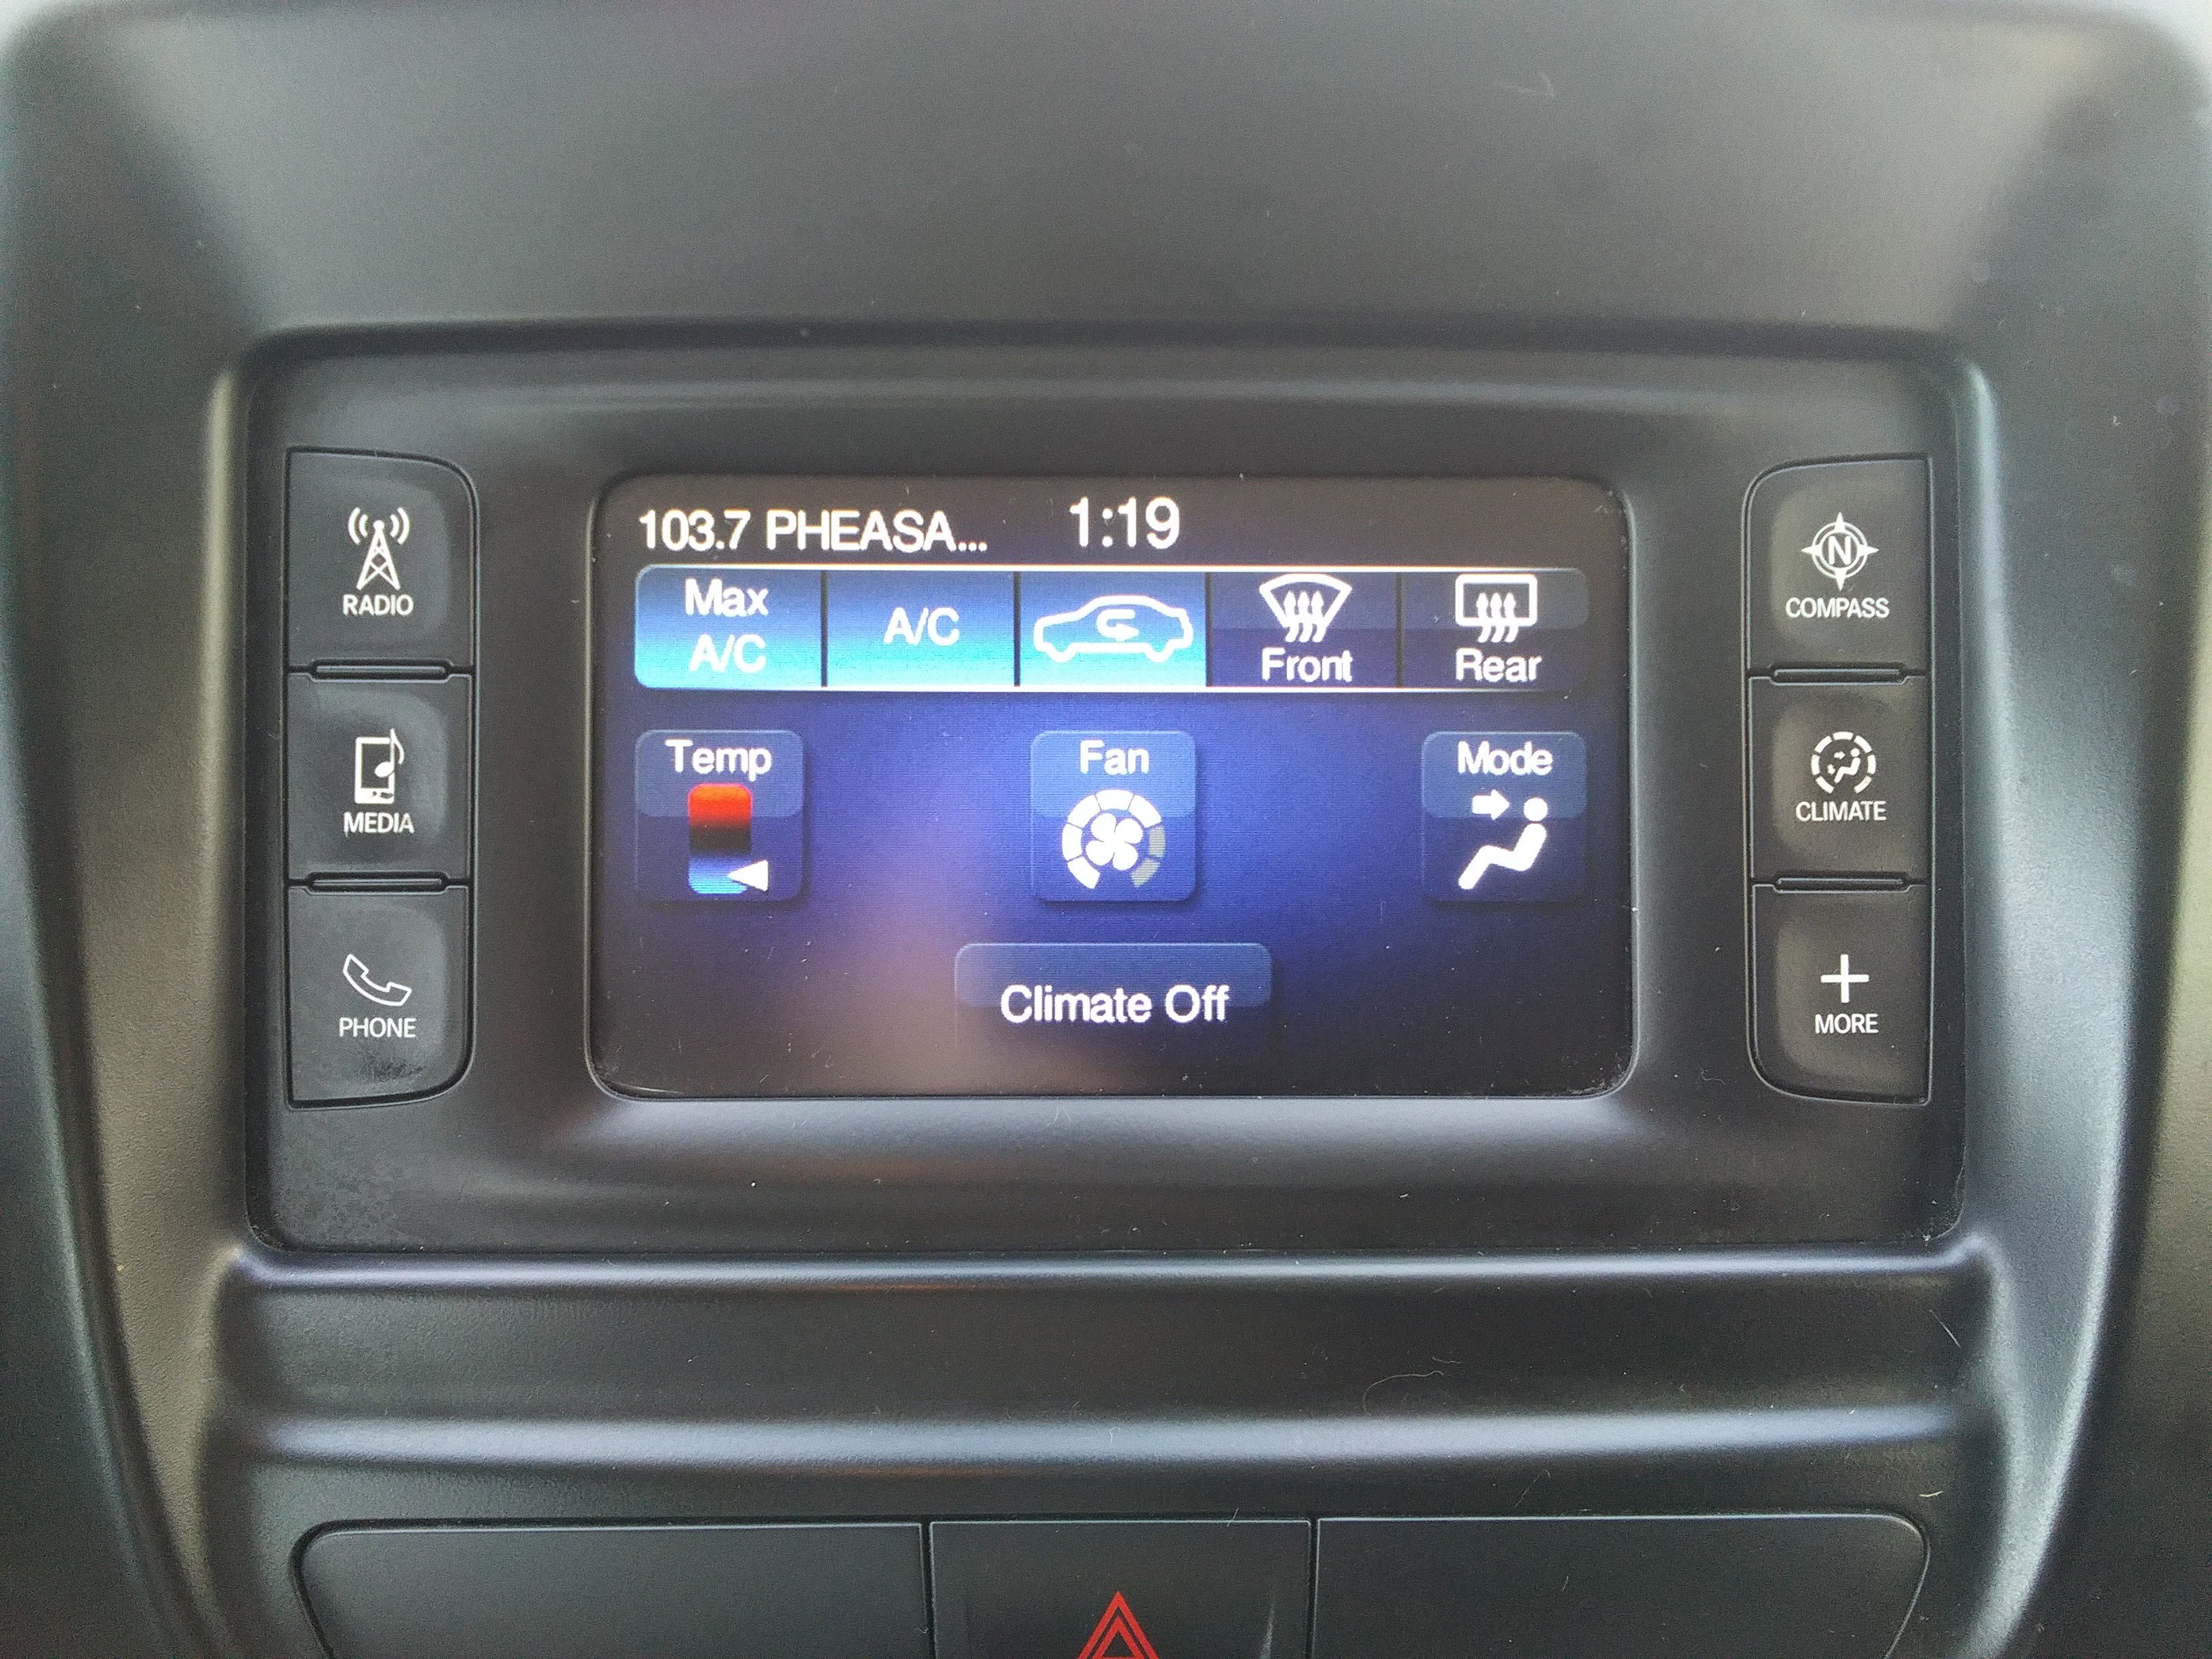 103.7 PHEASA... 1:19
Max
A/C
A/C
Front
Rear
Temp
Fan
Mode
Climate Off
RADIO
MEDIA
PHONE
N
COMPASS
CLIMATE
MORE